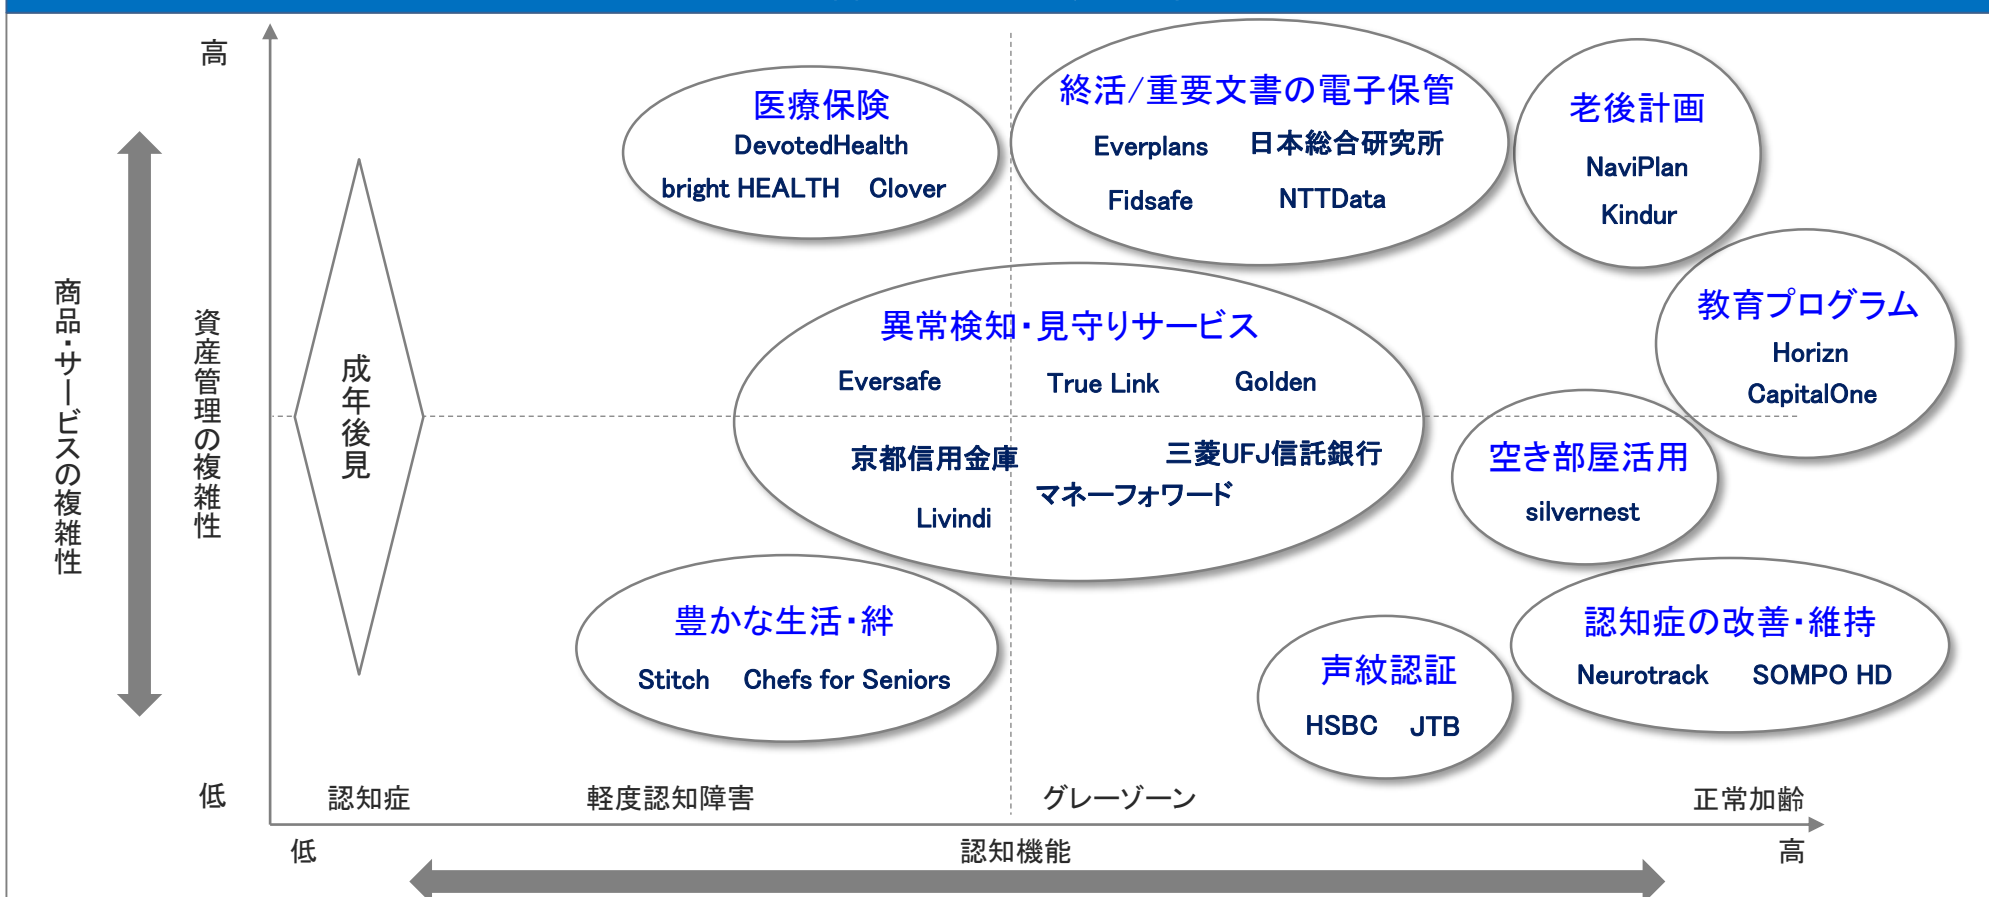 高
商品・サービスの複雑性
資産管理の複雑性
低
成年後見
医療保険
DevotedHealth
bright HEALTH Clover
終活/重要文書の電子保管
Everplans 日本総合研究所
Fidsafe NTTData
老後計画
NaviPlan
Kindur
教育プログラム
Horizn
CapitalOne
異常検知・見守りサービス
Eversafe True Link Golden
京都信用金庫 三菱UFJ信託銀行
マネーフォワード
Livindi
空き部屋活用
silvernest
豊かな生活・絆
Stitch Chefs for Seniors
声紋認証
HSBC JTB
認知症の改善・維持
Neurotrack SOMPO HD
認知症 軽度認知障害 グレーゾーン 正常加齢
低 認知機能 高